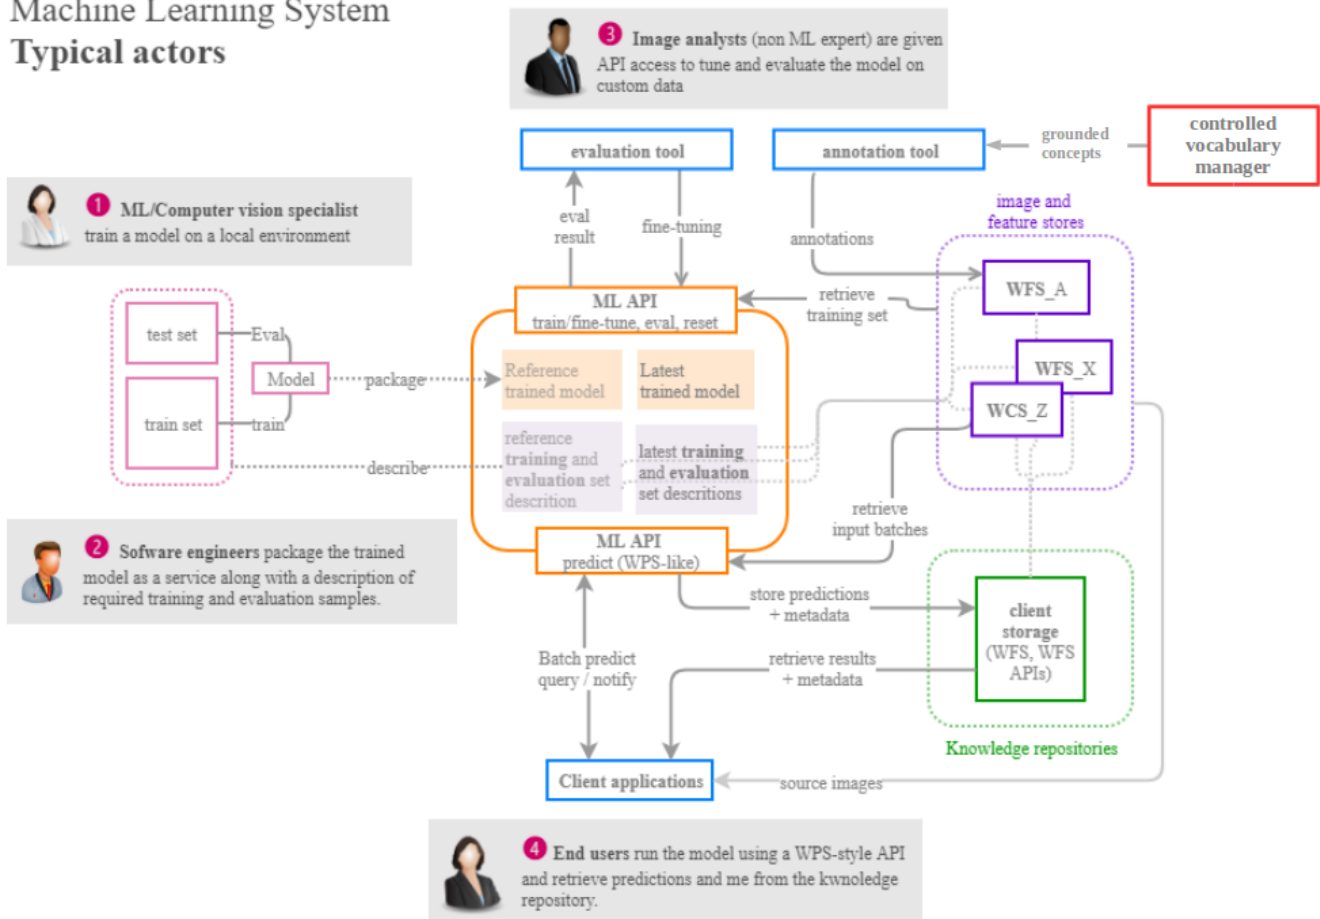 Machine Learning System
Typical actors
3 Image analysts (non ML expert) are given
API access to tune and evaluate the model on
custom data
evaluation tool
annotation tool
grounded
concepts
controlled
vocabulary
manager
1 ML/Computer vision specialist
train a model on a local environment
eval
result
fine-tuning
annotations
image and
feature stores
WFS_A
WFS_X
WCS_Z
retrieve
training set
ML API
train/fine-tune, eval, reset
test set
Eval
Model
package
train set
train
describe
Reference
trained model
Latest
trained model
reference
training and
evaluation set
descrition
latest training
and evaluation
set descritions
retrieve
input batches
ML API
predict (WPS-like)
2 Sofware engineers package the trained
model as a service along with a description of
required training and evaluation samples.
store predictions
+ metadata
client
storage
(WFS, WFS
APIs)
Batch predict
query / notify
retrieve results
+ metadata
Knowledge repositories
Client applications
source images
4 End users run the model using a WPS-style API
and retrieve predictions and me from the kwnoledge
repository.